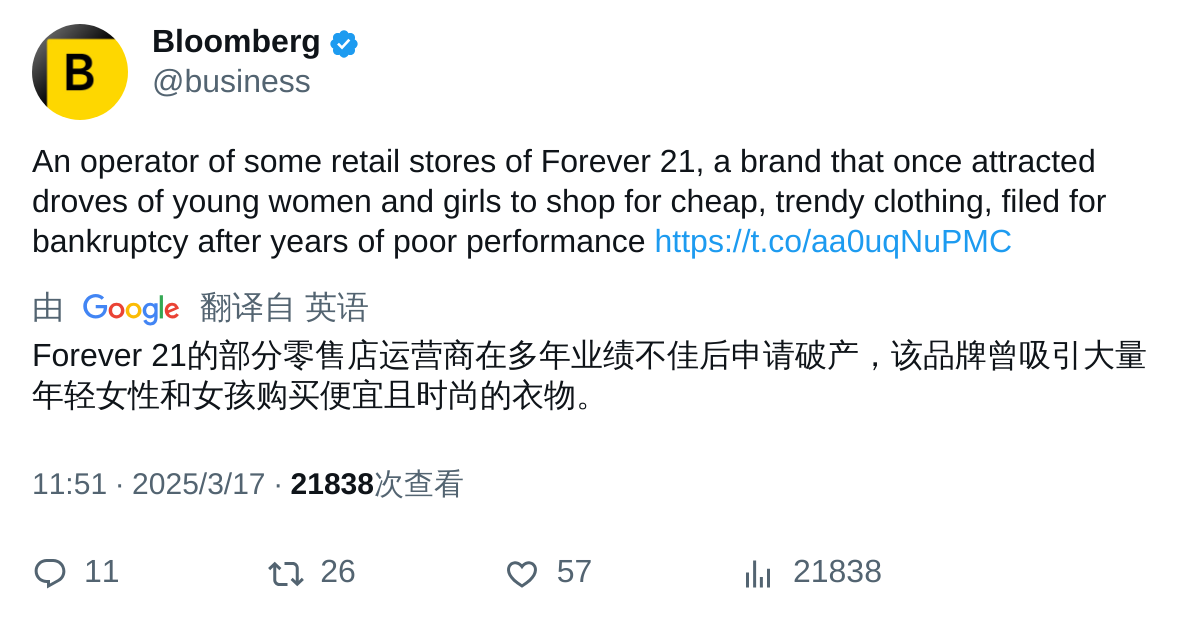 B
Bloomberg
@business
An operator of some retail stores of Forever 21, a brand that once attracted
droves of young women and girls to shop for cheap, trendy clothing, filed for
bankruptcy after years of poor performance https://t.co/aa0uqNuPMC
由 Google 翻译自 英语
Forever 21的部分零售店运营商在多年业绩不佳后申请破产，该品牌曾吸引大量
年轻女性和女孩购买便宜且时尚的衣物。
11:51 · 2025/3/17 · 21838次查看
11 26 57 21838